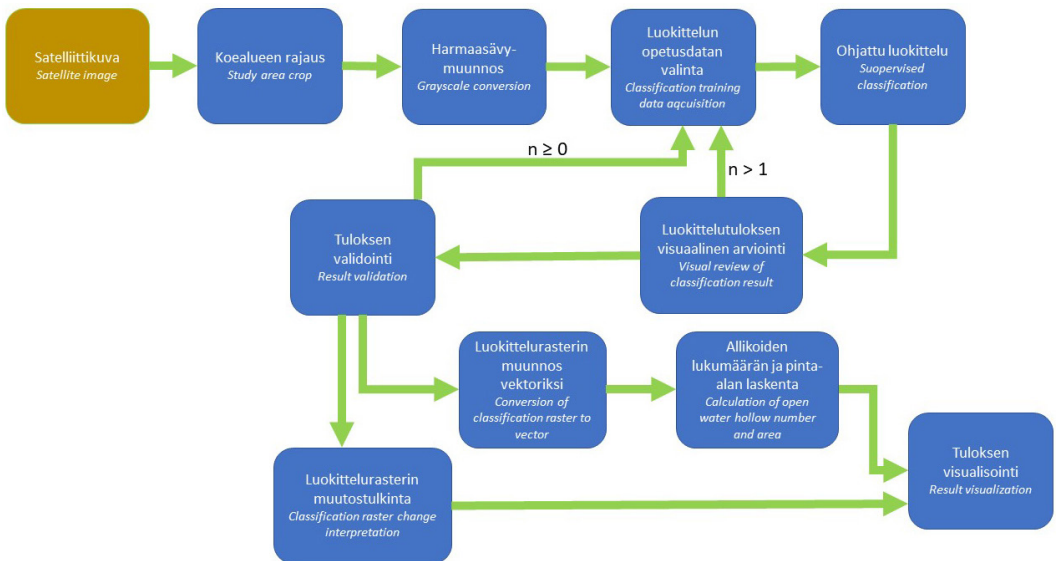 Satelliittikuva
Satellite image
Koealueen rajaus
Study area crop
Harmaasävy-
muunnos
Grayscale conversion
Luokittelun
opetusdatan
valinta
Classification training
data aqcuisition
Ohjattu luokittelu
Suopervised
classification
n ≥ 0
n > 1
Tuloksen
validointi
Result validation
Luokittelutuloksen
visuaalinen arviointi
Visual review of
classification result
Luokittelurasterin
muunnos
vektoriksi
Conversion of
classification raster to
vector
Allikoiden
lukumäärän ja pinta-
alan laskenta
Calculation of open
water hollow number
and area
Luokittelurasterin
muutostulkinta
Classification raster change
interpretation
Tuloksen
visualisointi
Result visualization